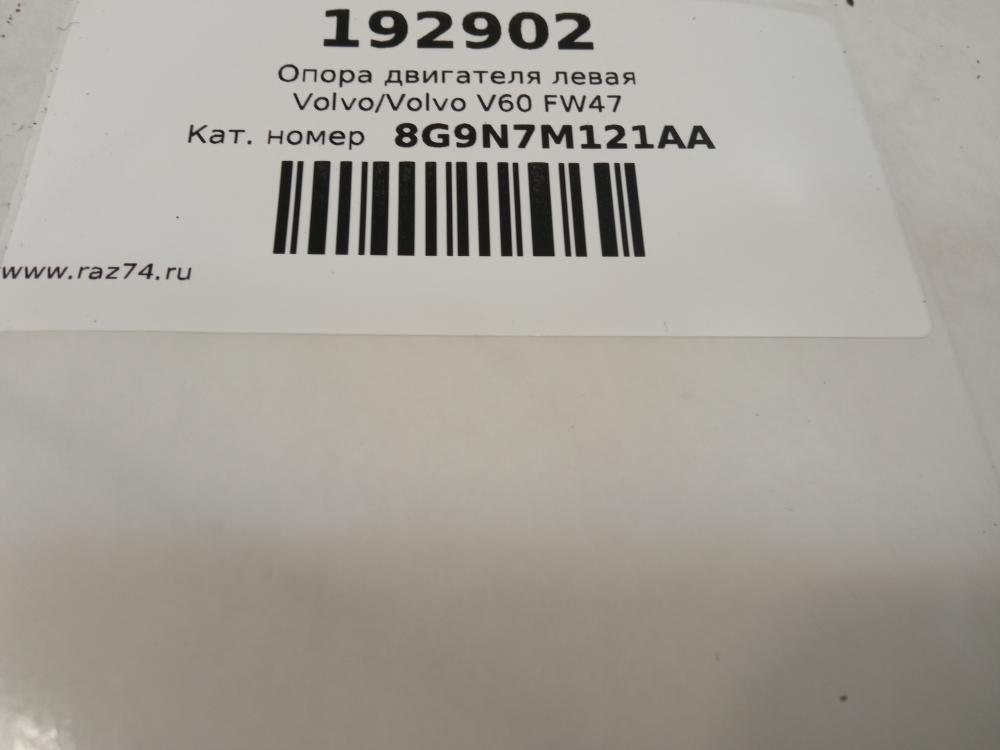 192902
Опора двигателя левая
Volvo/Volvo V60 FW47
Кат. номер 8G9N7M121AA
www.raz74.ru